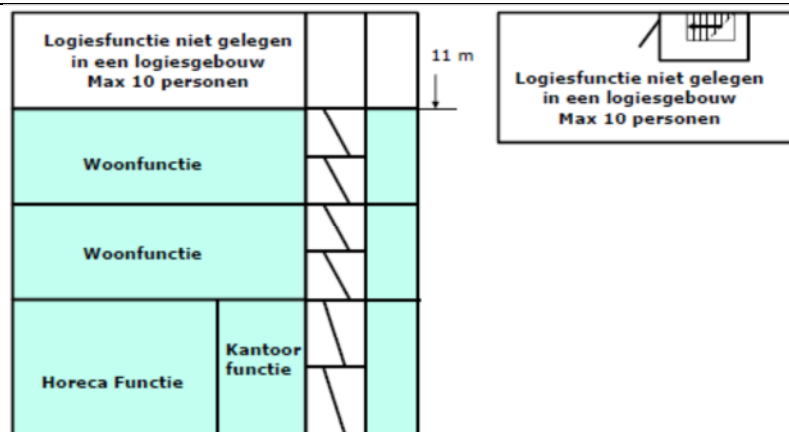 Logiesfunctie niet gelegen
in een logiesgebouw
Max 10 personen
11 m
Logiesfunctie niet gelegen
in een logiesgebouw
Max 10 personen
Woonfunctie
Woonfunctie
Kantoor
functie
Horeca Functie